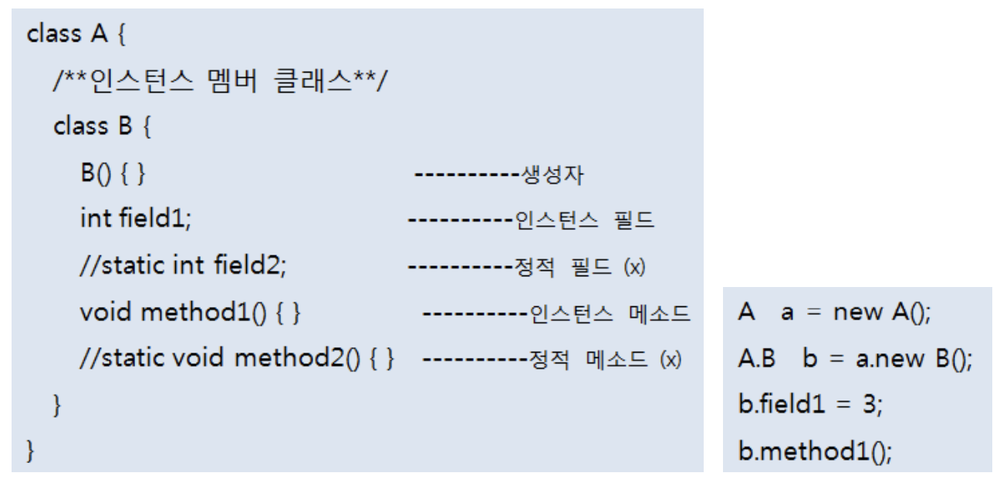 class A {
/**인스턴스 멤버 클래스**/
class B {
B() { } ----------생성자
int field1; ----------인스턴스 필드
//static int field2; ----------정적 필드 (x)
void method1() { } ----------인스턴스 메소드
//static void method2() { } ----------정적 메소드 (x)
}
}
A a = new A();
A.B b = a.new B();
b.field1 = 3;
b.method1();